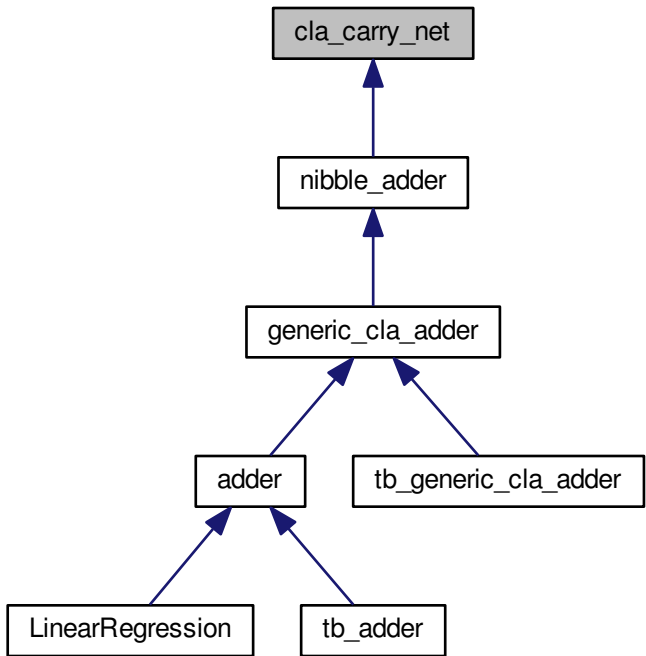 cla_carry_net
nibble_adder
generic_cla_adder
adder
tb_generic_cla_adder
LinearRegression
tb_adder